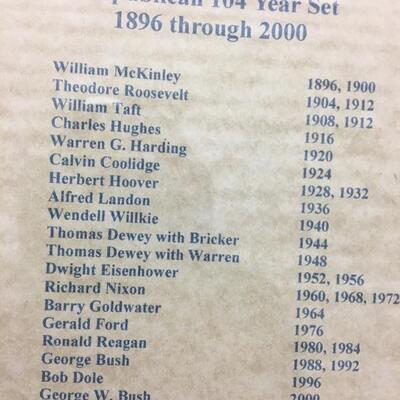 104 Year Set
1896 through 2000
William McKinley 1896, 1900
Theodore Roosevelt 1904, 1912
William Taft 1908, 1912
Charles Hughes 1916
Warren G. Harding 1920
Calvin Coolidge 1924
Herbert Hoover 1928, 1932
Alfred Landon 1936
Wendell Willkie 1940
Thomas Dewey with Bricker 1944
Thomas Dewey with Warren 1948
Dwight Eisenhower 1952, 1956
Richard Nixon 1960, 1968, 1972
Barry Goldwater 1964
Gerald Ford 1976
Ronald Reagan 1980, 1984
George Bush 1988, 1992
Bob Dole 1996
George W. Bush 2000